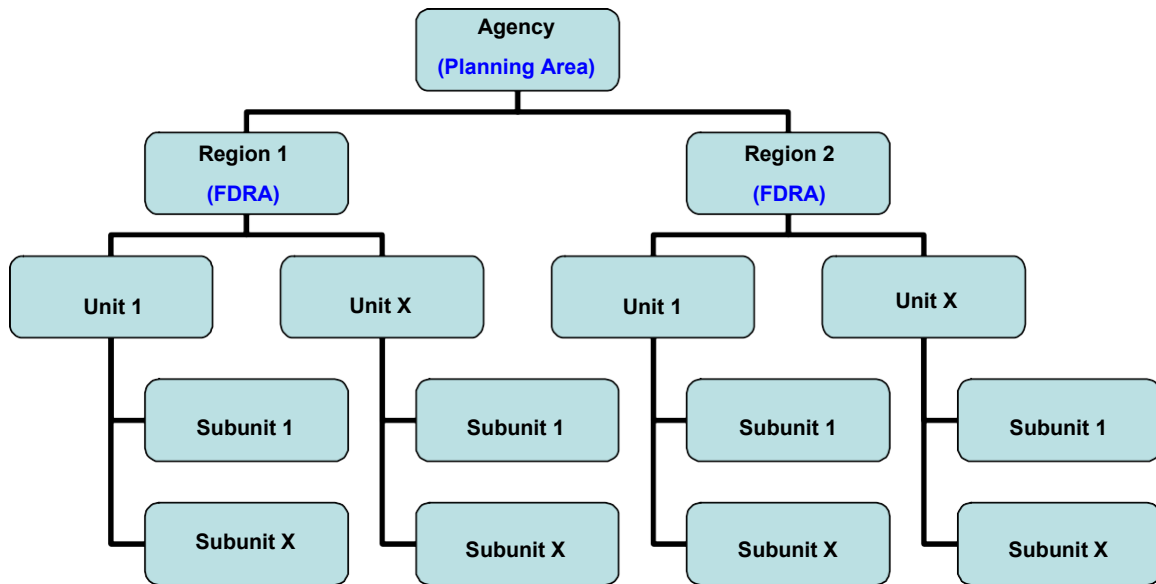 Agency
(Planning Area)
Region 1
(FDRA)
Region 2
(FDRA)
Unit 1
Unit X
Unit 1
Unit X
Subunit 1
Subunit 1
Subunit 1
Subunit 1
Subunit X
Subunit X
Subunit X
Subunit X